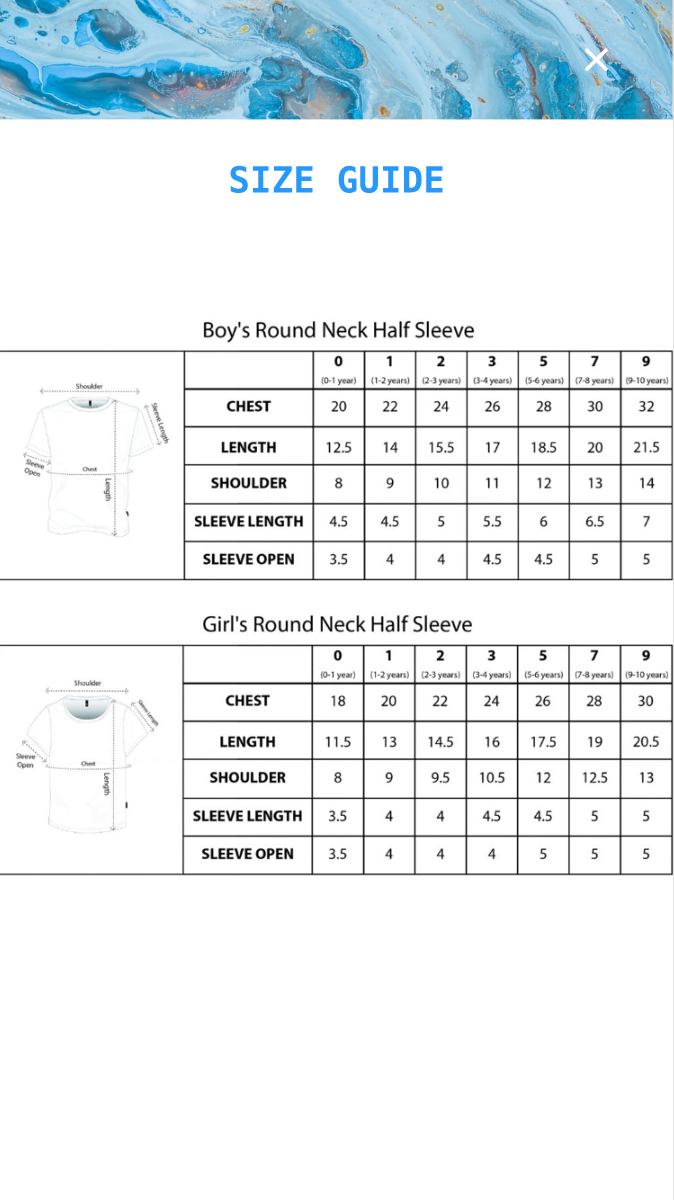 SIZE GUIDE
Boy's Round Neck Half Sleeve
0 1 2 3 5 7 9
(0-1 year) (1-2 years) (2-3 years) (3-4 years) (5-6 years) (7-8 years) (9-10 years)
CHEST 20 22 24 26 28 30 32
LENGTH 12.5 14 15.5 17 18.5 20 21.5
SHOULDER 8 9 10 11 12 13 14
SLEEVE LENGTH 4.5 4.5 5 5.5 6 6.5 7
SLEEVE OPEN 3.5 4 4 4.5 4.5 5 5
Shoulder
Sleeve Length
Sleeve
Open
Chest
Length
Girl's Round Neck Half Sleeve
0 1 2 3 5 7 9
(0-1 year) (1-2 years) (2-3 years) (3-4 years) (5-6 years) (7-8 years) (9-10 years)
CHEST 18 20 22 24 26 28 30
LENGTH 11.5 13 14.5 16 17.5 19 20.5
SHOULDER 8 9 9.5 10.5 12 12.5 13
SLEEVE LENGTH 3.5 4 4 4.5 4.5 5 5
SLEEVE OPEN 3.5 4 4 4 5 5 5
Shoulder
Sleeve Length
Sleeve
Open
Chest
Length